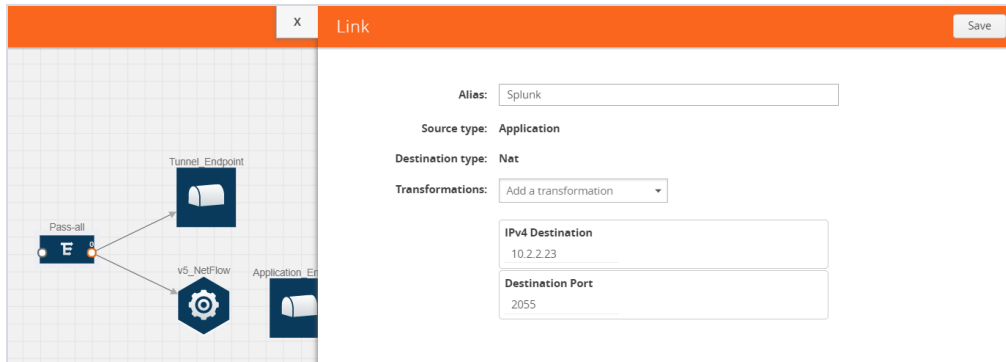 X
Link
Save
Alias: Splunk
Source type: Application
Destination type: Nat
Transformations: Add a transformation
IPv4 Destination
10.2.2.23
Destination Port
2055
Tunnel_Endpoint
Pass-all
0
v5_NetFlow
Application_En